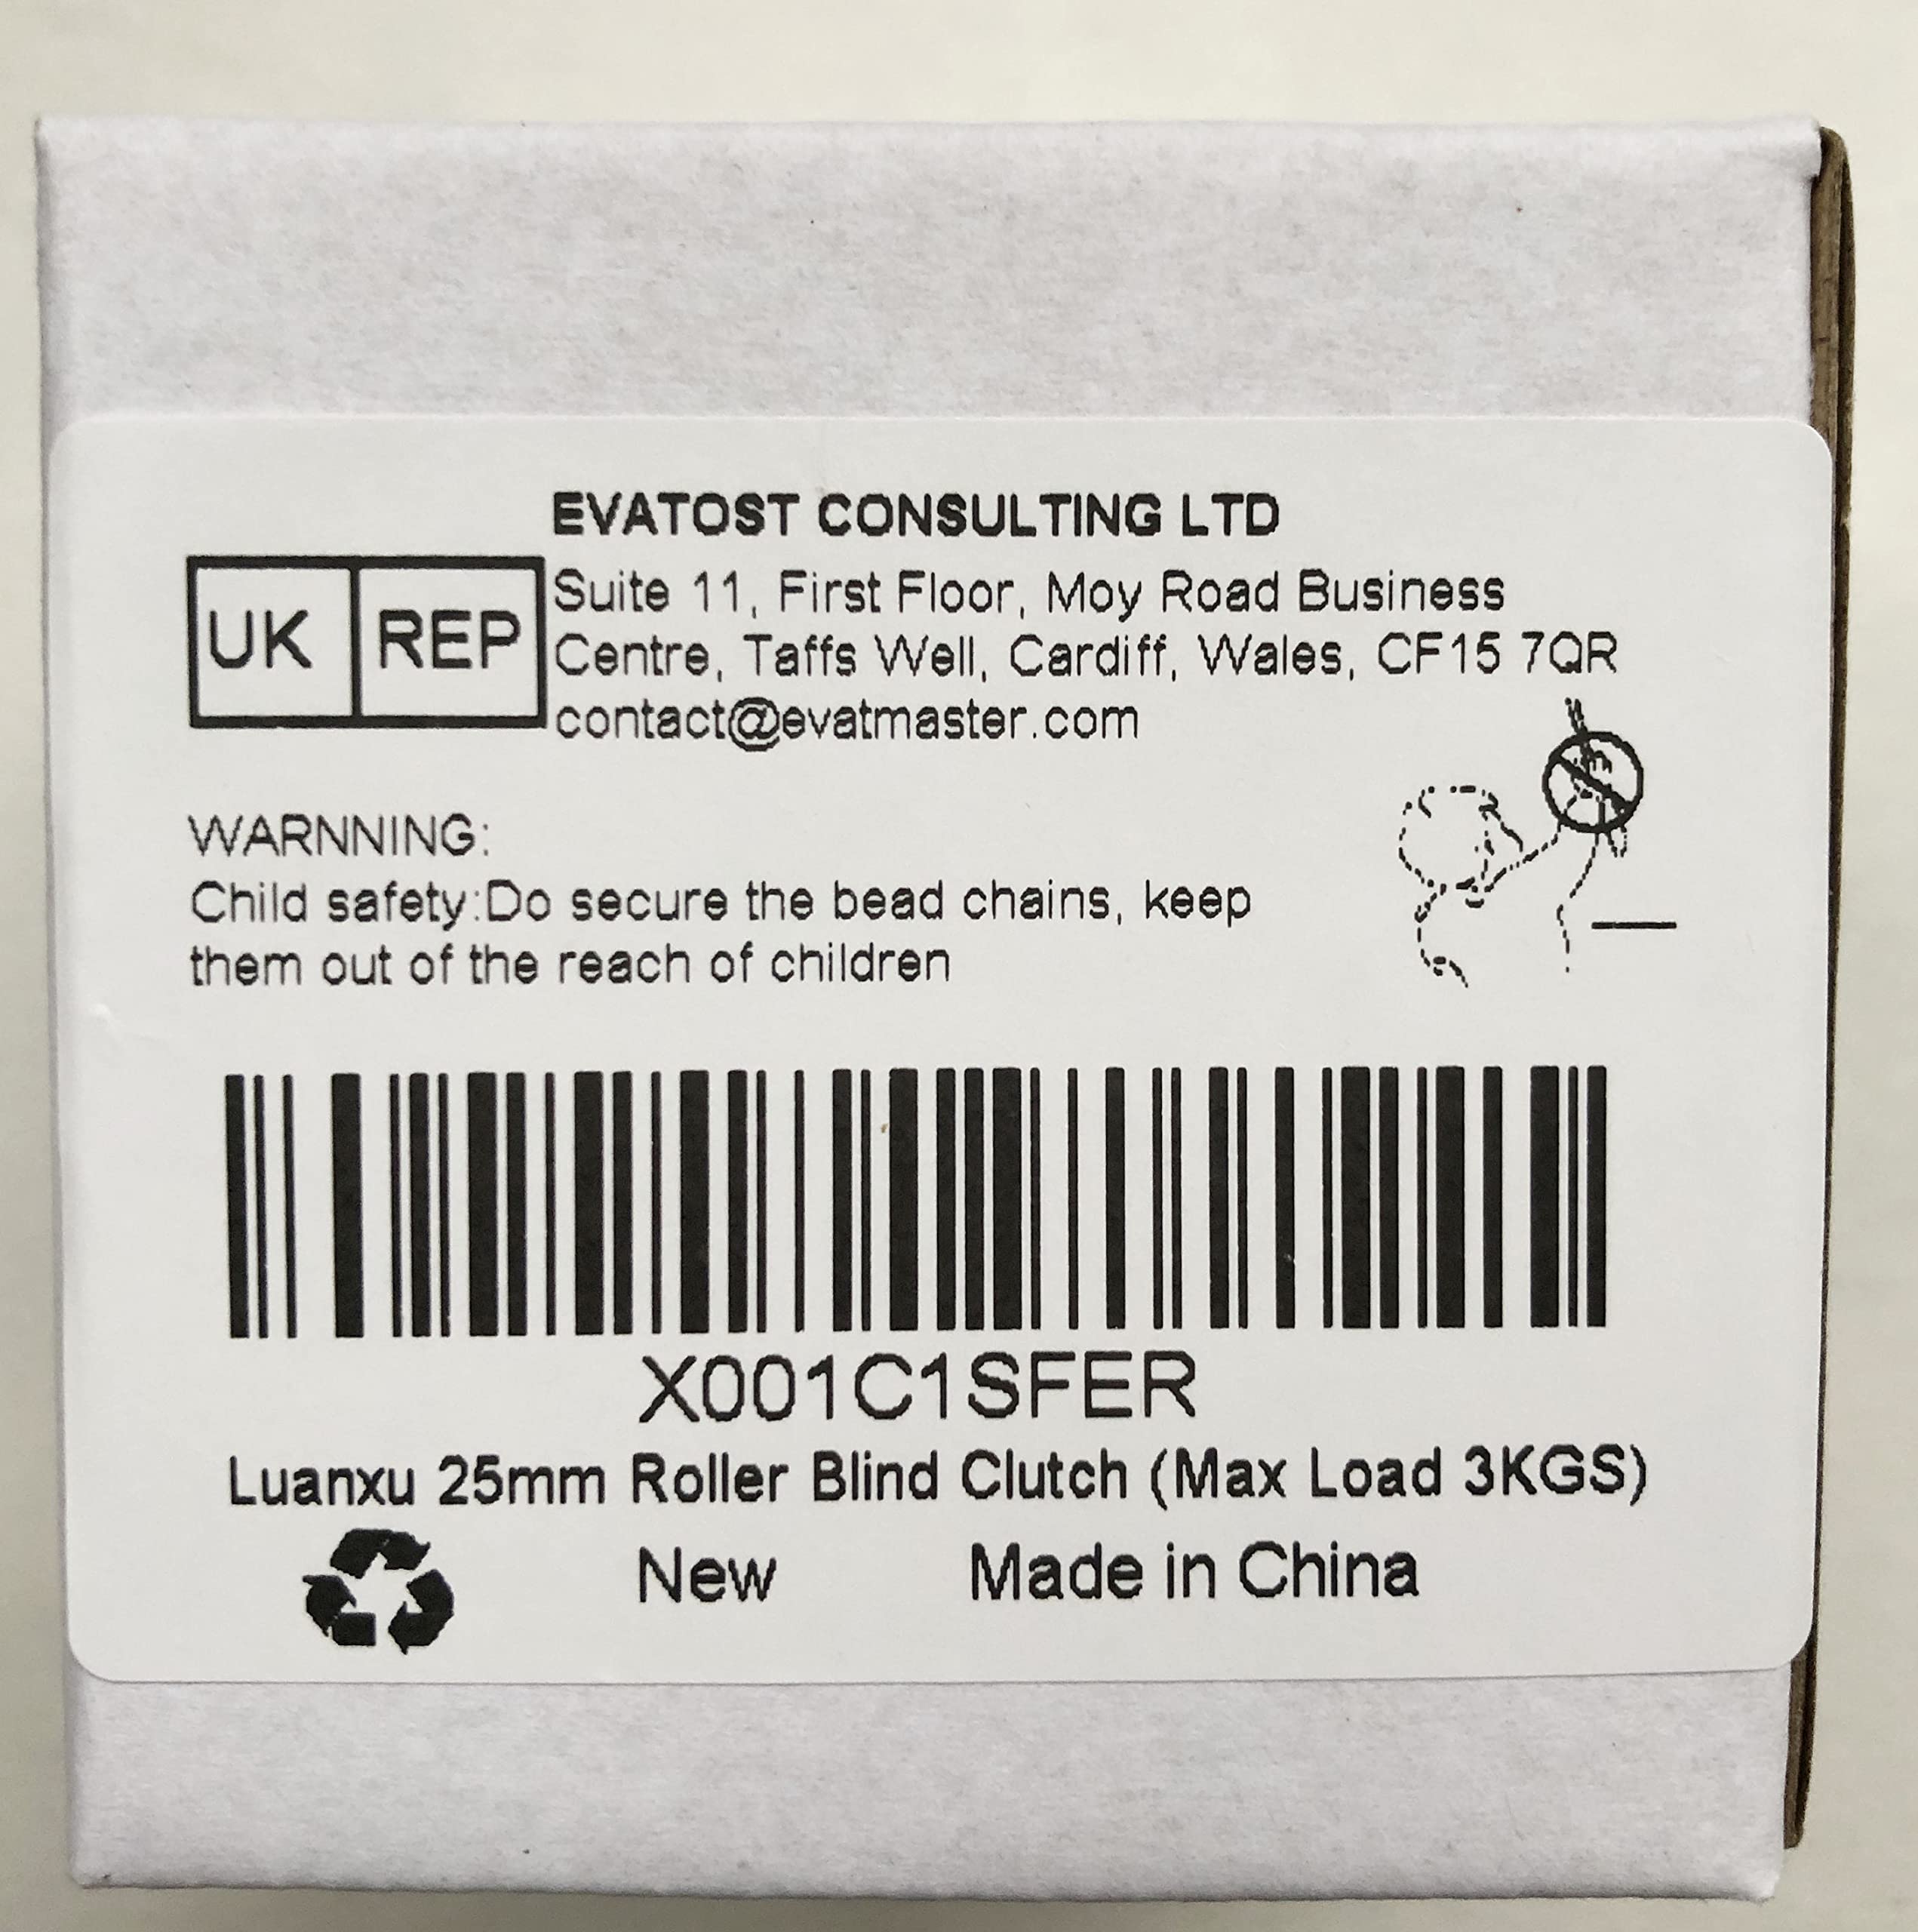 EVATOST CONSULTING LTD
UK REP
Suite 11, First Floor, Moy Road Business
Centre, Taffs Well, Cardiff, Wales, CF15 7QR
contact@evatmaster.com
WARNNING:
Child safety:Do secure the bead chains, keep
them out of the reach of children
X001C1SFER
Luanxu 25mm Roller Blind Clutch (Max Load 3KGS)
New Made in China